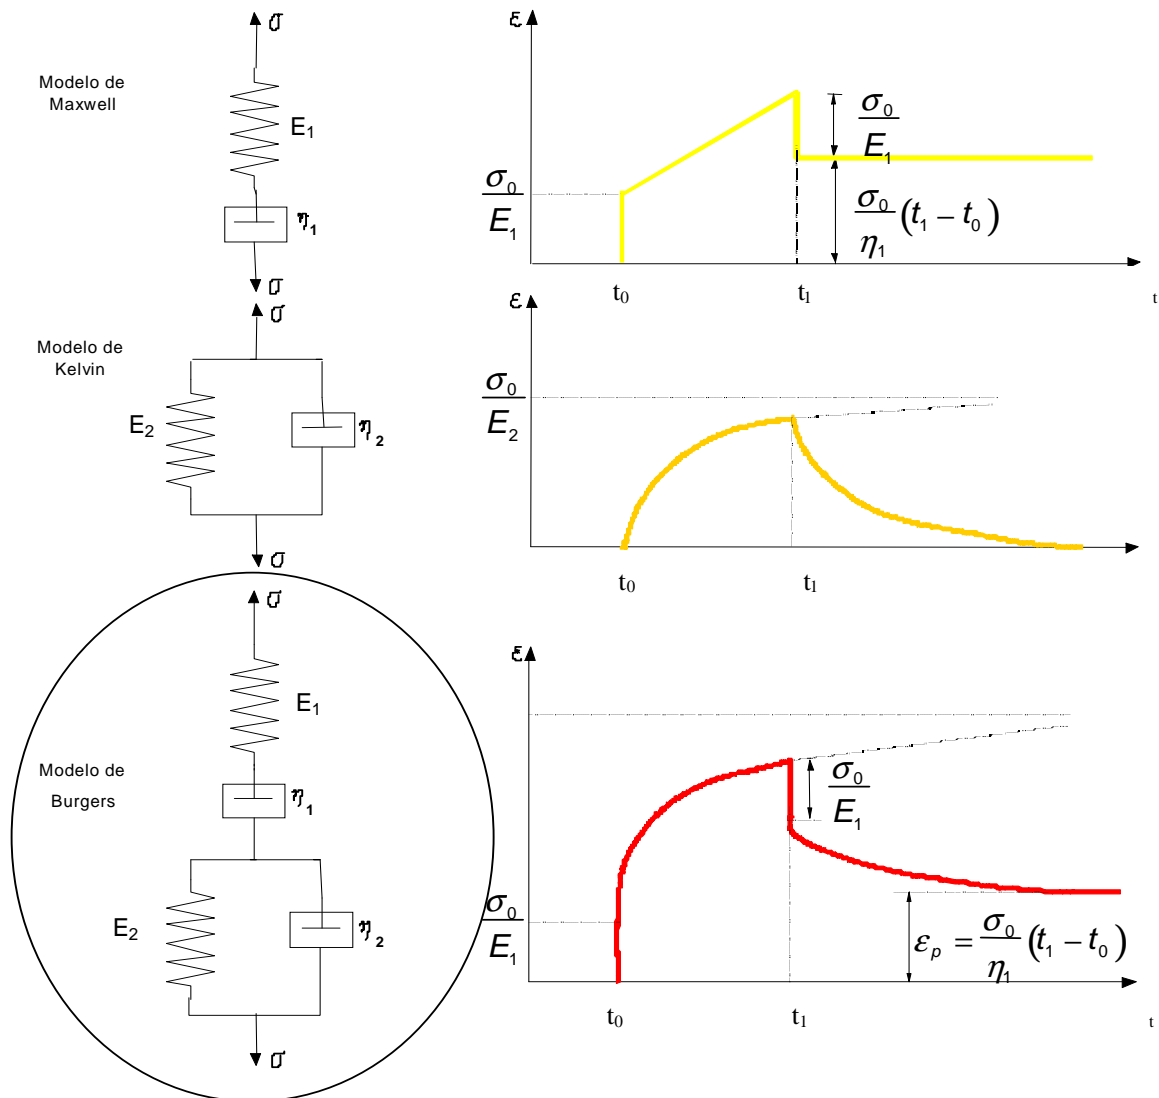 σ
Modelo de
Maxwell
E1
η1
σ
ε
σ0/E1
σ0/E1
σ0/η1 (t1 − t0)
t0
t1
t
σ
Modelo de
Kelvin
E2
η2
σ
ε
σ0/E2
t0
t1
σ
E1
Modelo de
Burgers
η1
E2
η2
σ
ε
σ0/E1
σ0/E1
εp = σ0/η1 (t1 − t0)
t0
t1
t